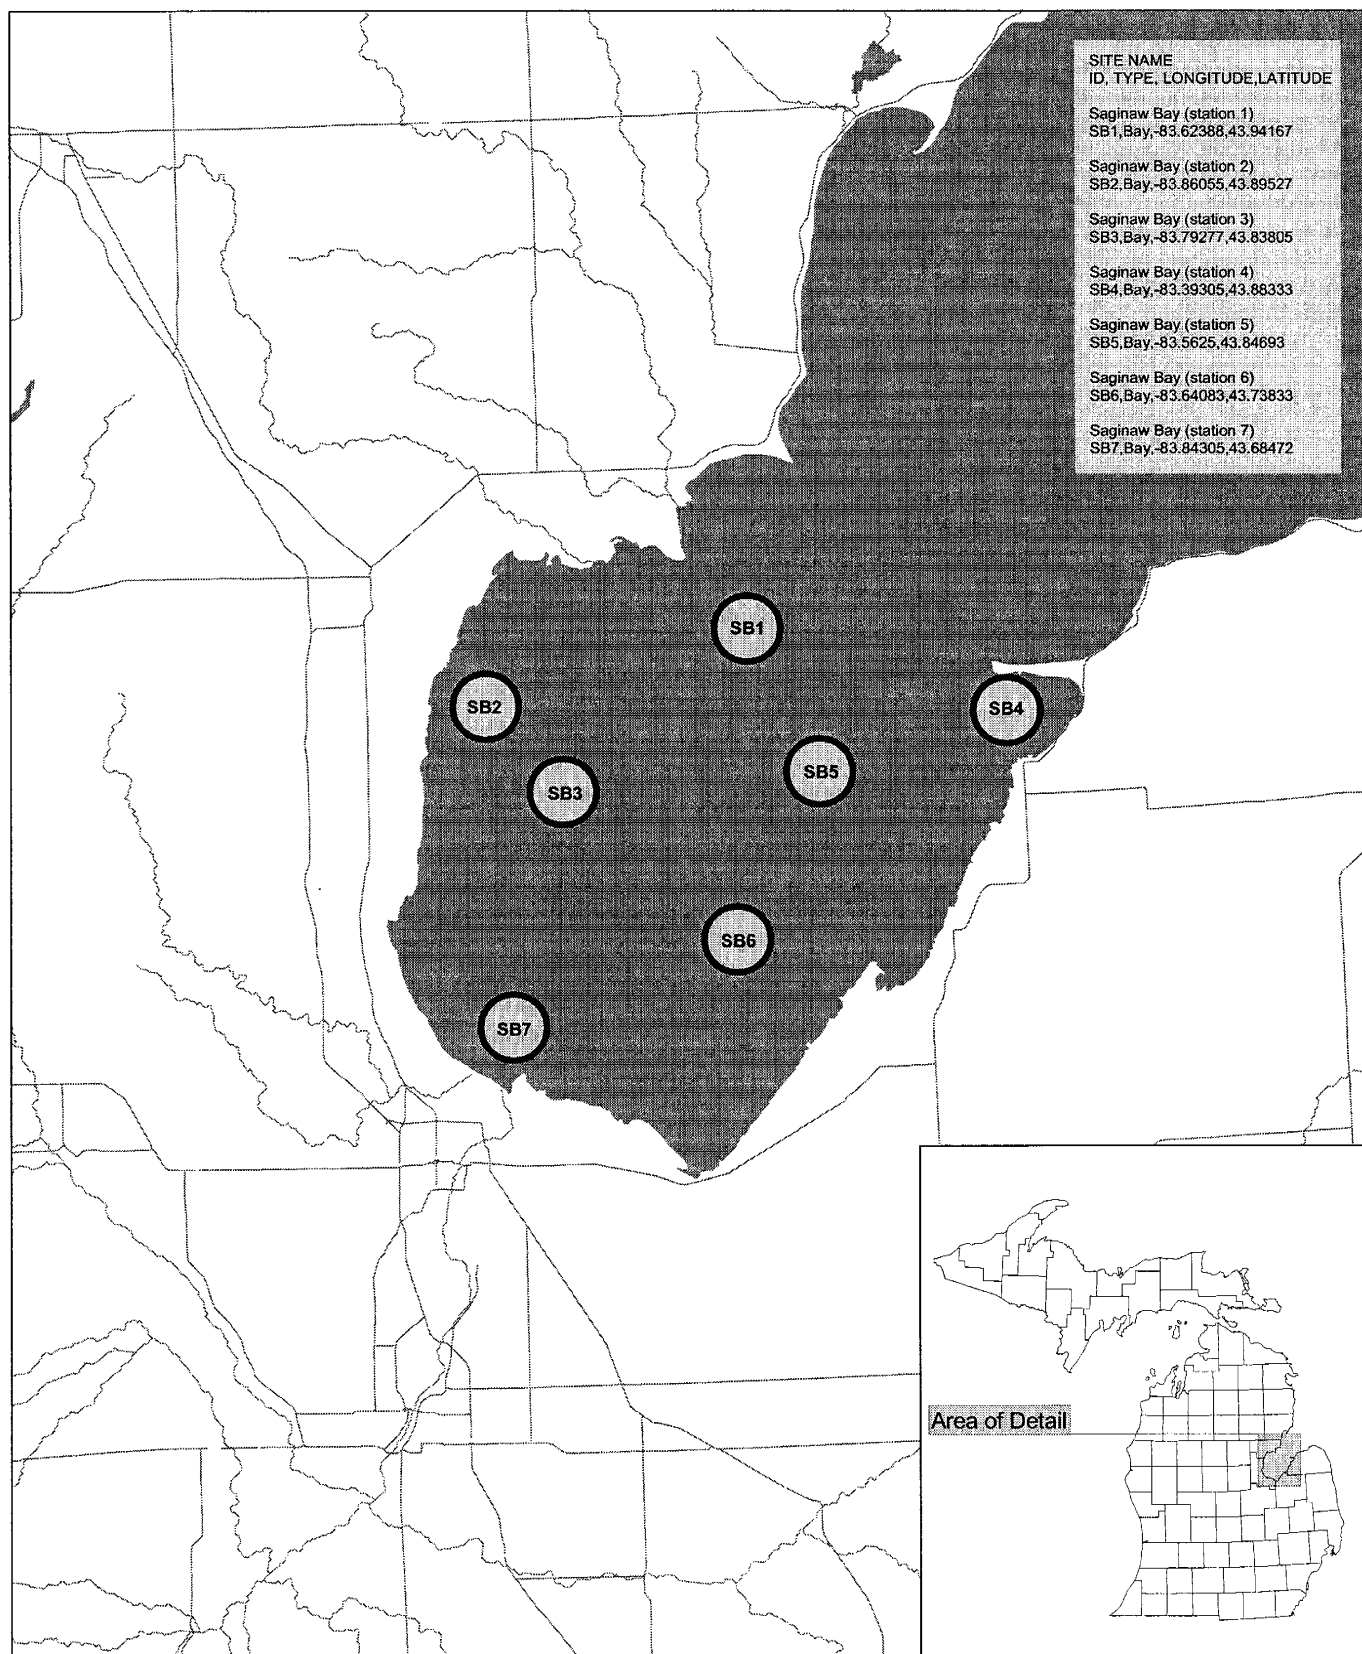 SITE NAME
ID, TYPE, LONGITUDE,LATITUDE
Saginaw Bay (station 1)
SB1,Bay,-83.62388,43.94167
Saginaw Bay (station 2)
SB2,Bay,-83.86055,43.89527
Saginaw Bay (station 3)
SB3,Bay,-83.79277,43.83805
Saginaw Bay (station 4)
SB4,Bay,-83.39305,43.88333
Saginaw Bay (station 5)
SB5,Bay,-83.5625,43.84693
Saginaw Bay (station 6)
SB6,Bay,-83.64083,43.73833
Saginaw Bay (station 7)
SB7,Bay,-83.84305,43.68472
SB1
SB2
SB4
SB5
SB3
SB6
SB7
Area of Detail